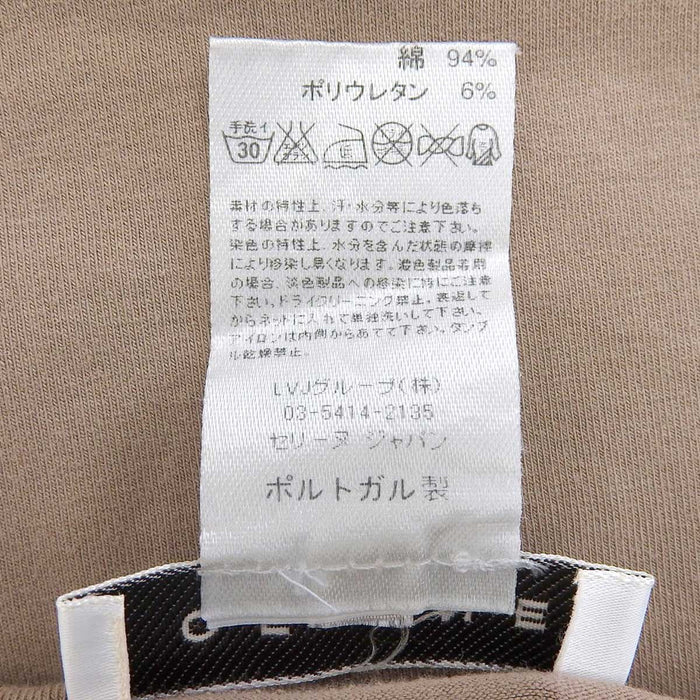 綿 94%
ポリウレタン 6%
手洗イ
30
低
素材の特性上、汗・水分等により色落ち
する場合がありますのでご注意下さい。
染色の特性上、水分を含んだ状態の摩擦
により移染し易くなります。濃色製品着用
の場合、淡色製品への移染に特にご注意下
さい。ドライクリーニング禁止。裏返して
からネットに入れて単独洗いして下さい。
アイロンは内側からあてて下さい。タンブ
ル乾燥禁止。
LVJグループ(株)
03-5414-2135
セリーヌ ジャパン
ポルトガル製